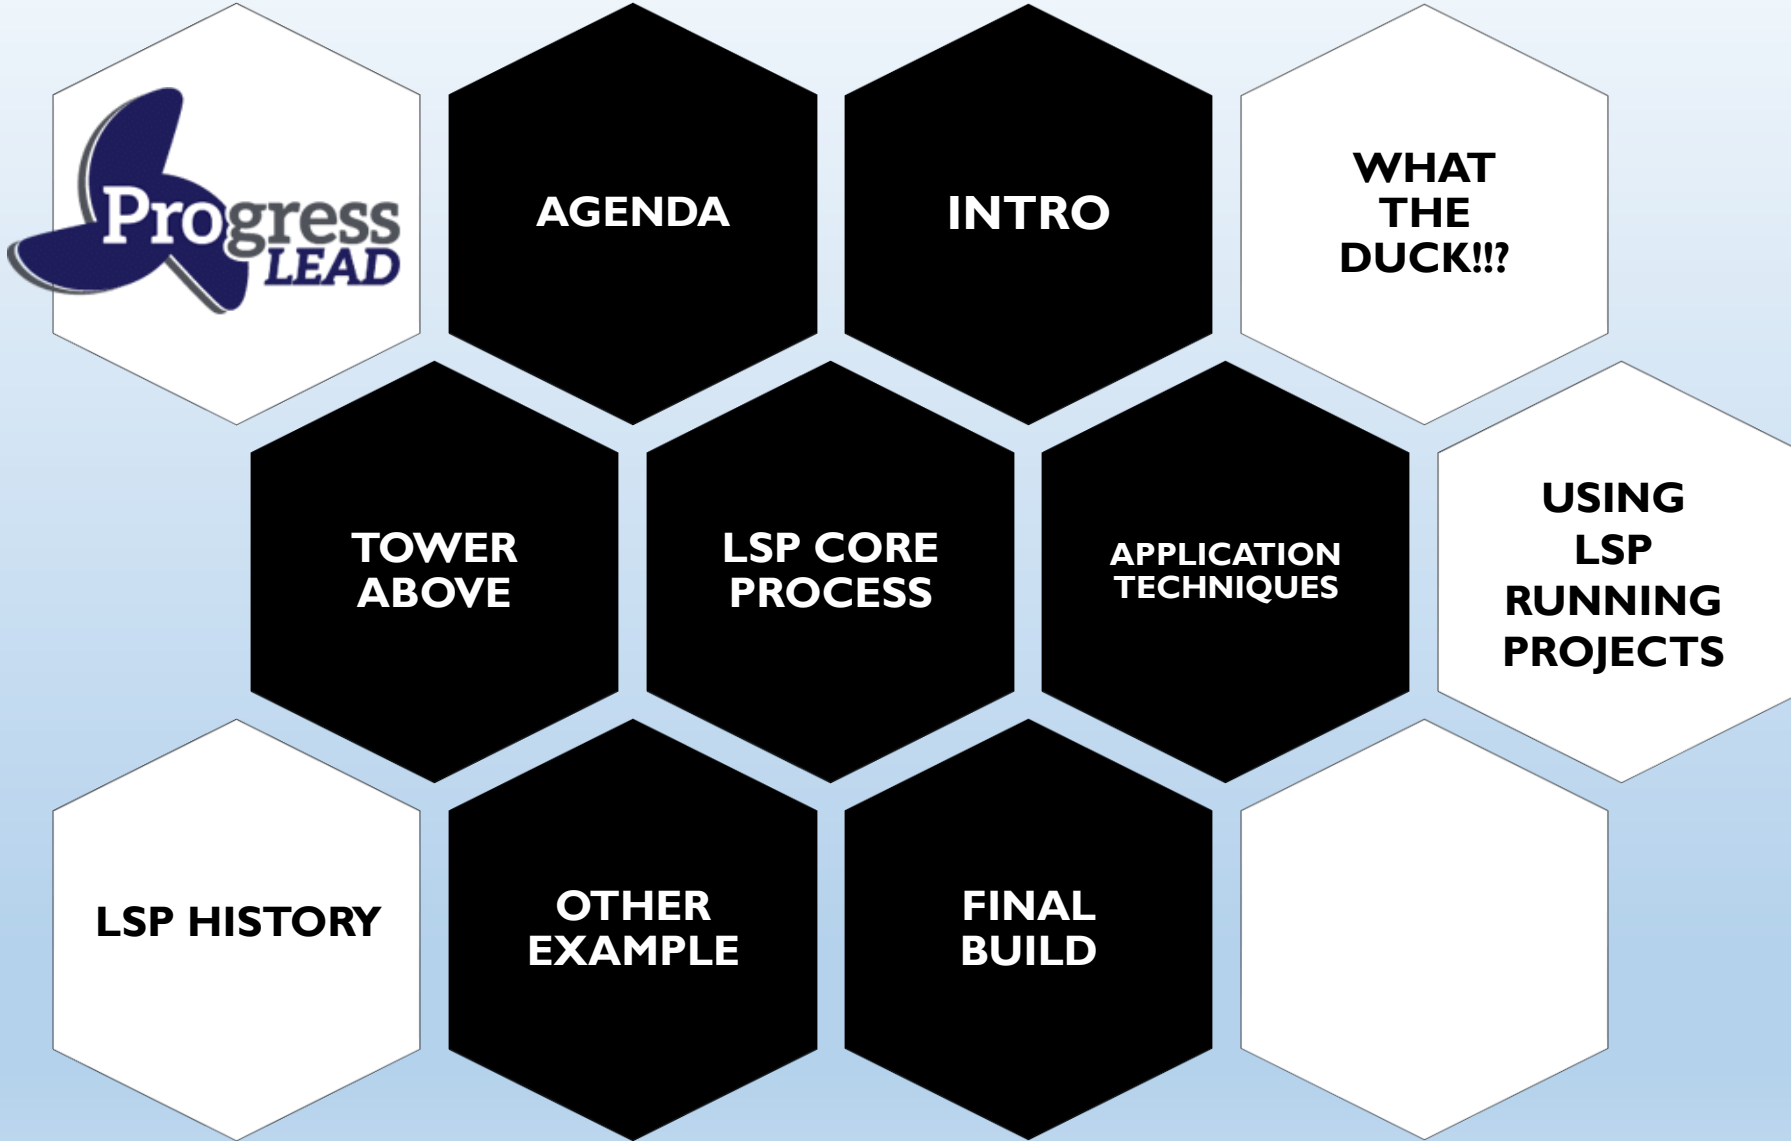 Progress
LEAD
AGENDA
INTRO
WHAT
THE
DUCK!!!?
TOWER
ABOVE
LSP CORE
PROCESS
APPLICATION
TECHNIQUES
USING
LSP
RUNNING
PROJECTS
LSP HISTORY
OTHER
EXAMPLE
FINAL
BUILD